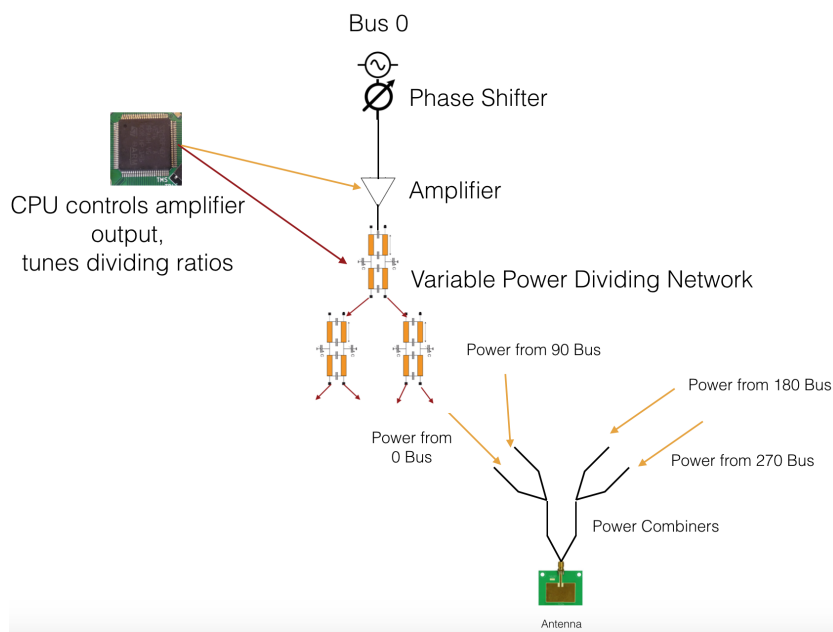 Bus 0
Phase Shifter
Amplifier
CPU controls amplifier
output,
tunes dividing ratios
Variable Power Dividing Network
Power from 90 Bus
Power from 180 Bus
Power from
0 Bus
Power from 270 Bus
Power Combiners
Antenna